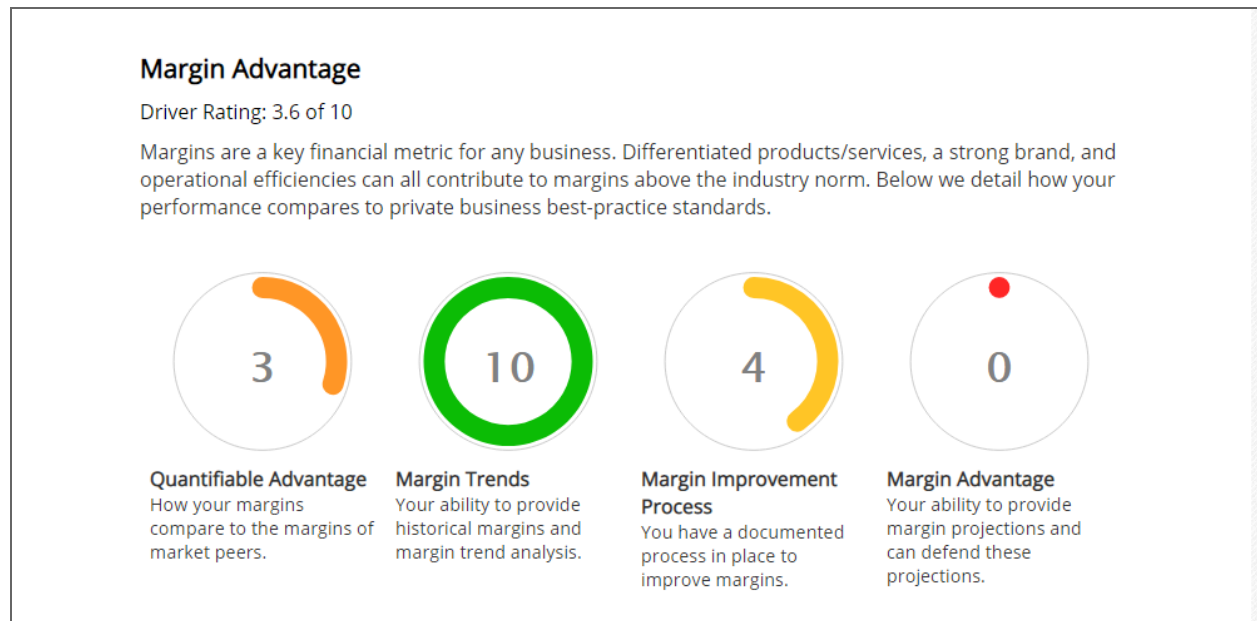 Margin Advantage
Driver Rating: 3.6 of 10
Margins are a key financial metric for any business. Differentiated products/services, a strong brand, and
operational efficiencies can all contribute to margins above the industry norm. Below we detail how your
performance compares to private business best-practice standards.
3
10
4
0
Quantifiable Advantage
How your margins
compare to the margins of
market peers.
Margin Trends
Your ability to provide
historical margins and
margin trend analysis.
Margin Improvement
Process
You have a documented
process in place to
improve margins.
Margin Advantage
Your ability to provide
margin projections and
can defend these
projections.